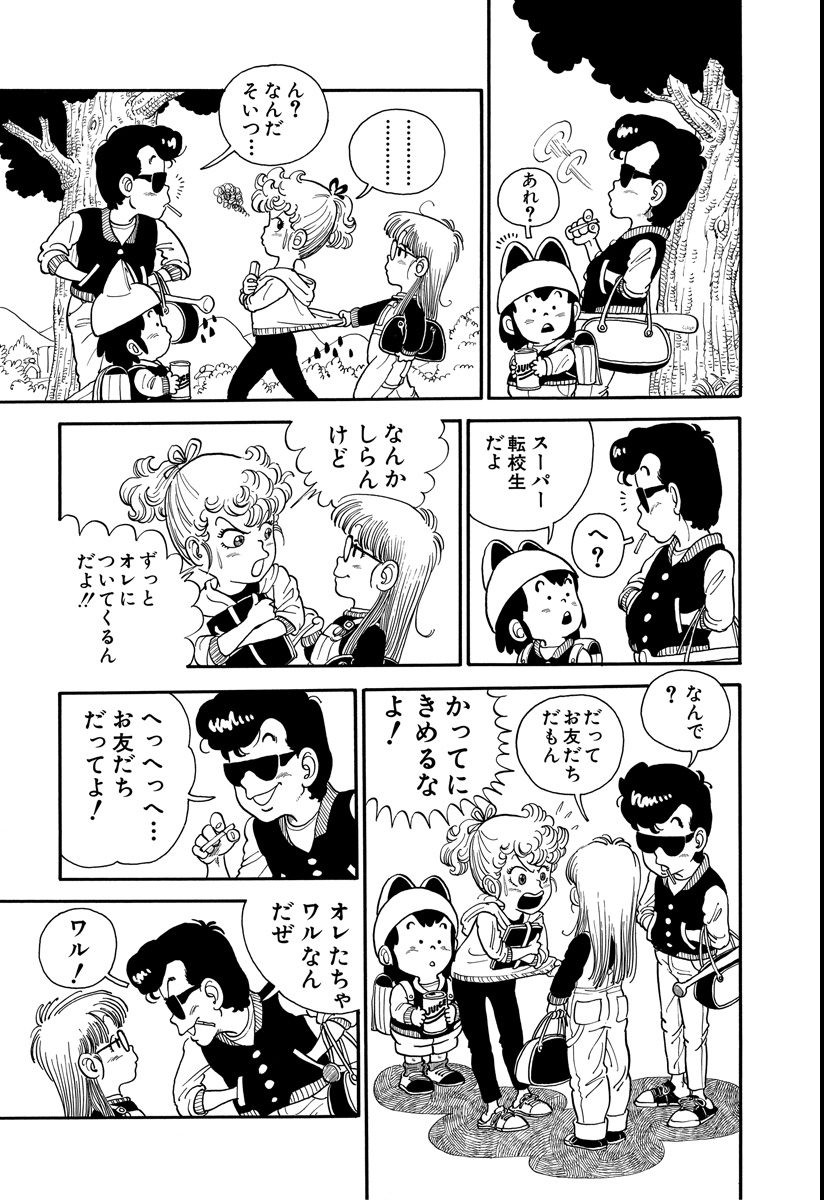 あれ?
‥‥‥‥
‥‥‥‥
ん?
なんだ
そいつ…
スーパー
転校生
だよ
へ?
なんか
しらん
けど
ずっと
オレに
ついてくるん
だよ!!
なんで
?
だって
お友だち
だもん
かってに
きめるな
よ!
JUICE
へっへっへ…
お友だち
だってよ!
オレたちゃ
ワルなん
だぜ
ワル!